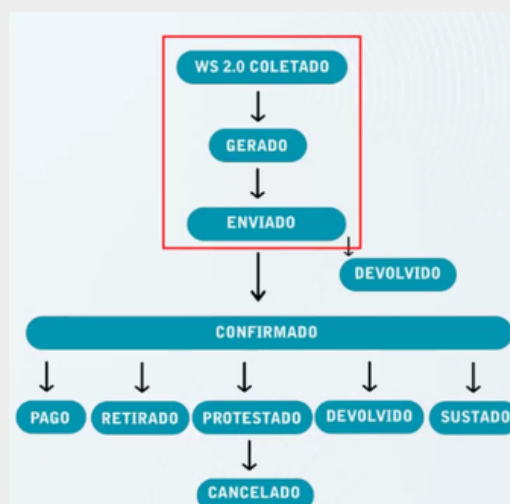 WS 2.0 COLETADO
GERADO
ENVIADO
DEVOLVIDO
CONFIRMADO
PAGO RETIRADO PROTESTADO DEVOLVIDO SUSTADO
CANCELADO